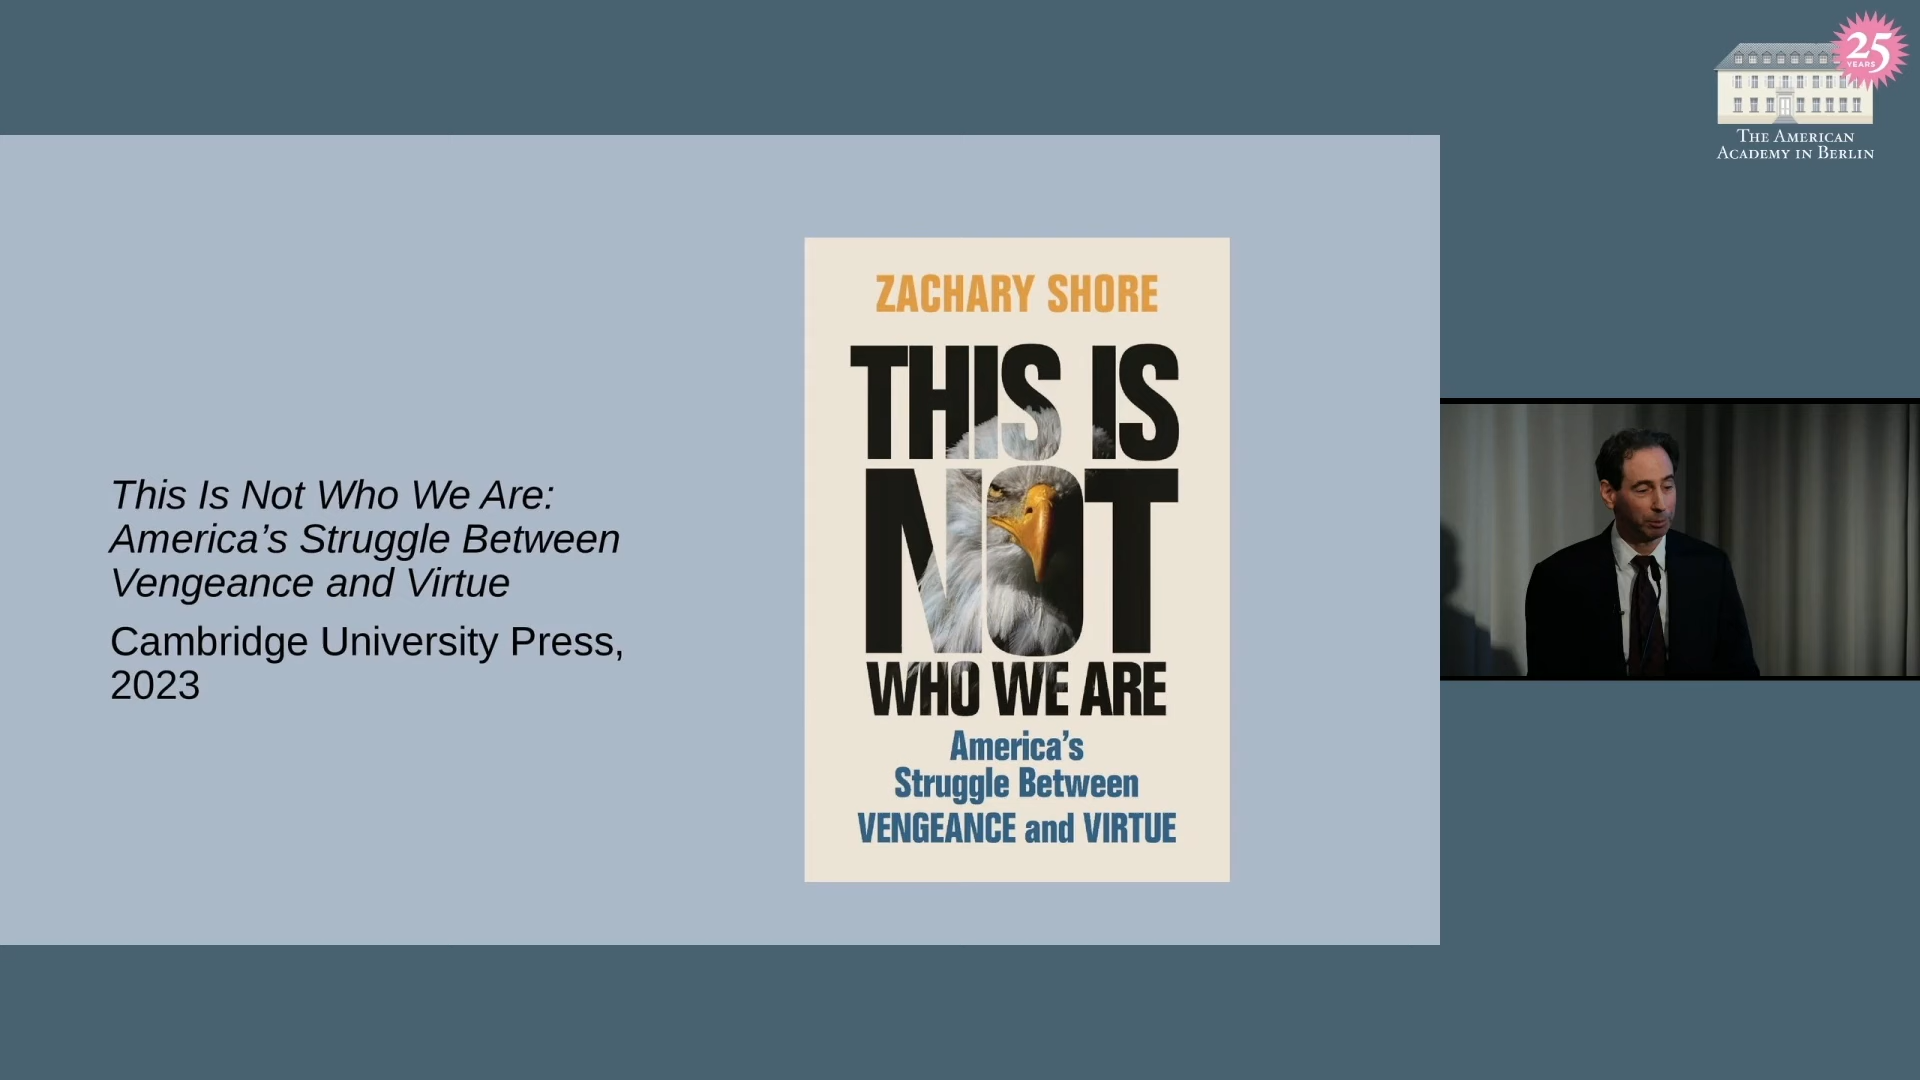 This Is Not Who We Are:
America’s Struggle Between
Vengeance and Virtue
Cambridge University Press,
2023
ZACHARY SHORE
THIS IS
NOT
WHO WE ARE
America’s
Struggle Between
VENGEANCE and VIRTUE
25
YEARS
THE AMERICAN
ACADEMY IN BERLIN